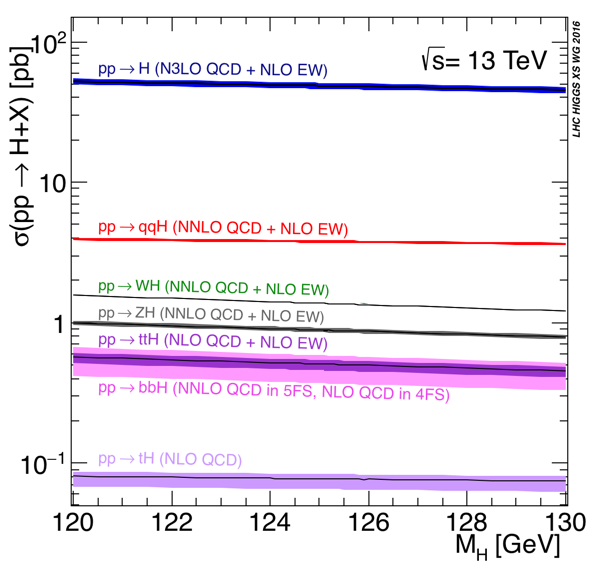 10²
pp → H (N3LO QCD + NLO EW)
√s= 13 TeV
LHC HIGGS XS WG 2016
σ(pp → H+X) [pb]
10
pp → qqH (NNLO QCD + NLO EW)
pp → WH (NNLO QCD + NLO EW)
pp → ZH (NNLO QCD + NLO EW)
1
pp → ttH (NLO QCD + NLO EW)
pp → bbH (NNLO QCD in 5FS, NLO QCD in 4FS)
pp → tH (NLO QCD)
10⁻¹
120 122 124 126 128 130
M_H [GeV]